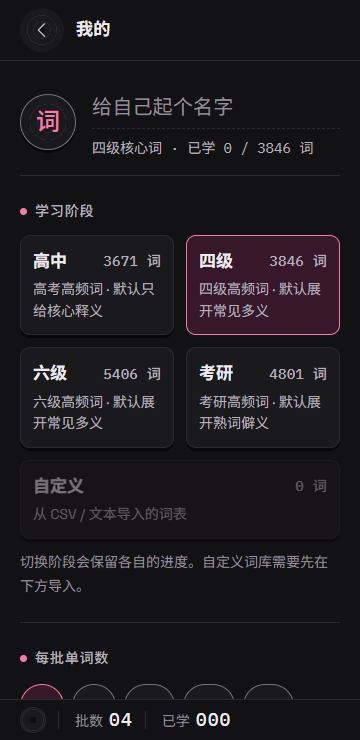 我的
词
给自己起个名字
四级核心词 · 已学 0 / 3846 词
学习阶段
高中 3671 词
高考高频词·默认只
给核心释义
四级 3846 词
四级高频词·默认展
开常见多义
六级 5406 词
六级高频词·默认展
开常见多义
考研 4801 词
考研高频词·默认展
开熟词僻义
自定义 0 词
从 CSV / 文本导入的词表
切换阶段会保留各自的进度。自定义词库需要先在
下方导入。
每批单词数
批数 04 已学 000